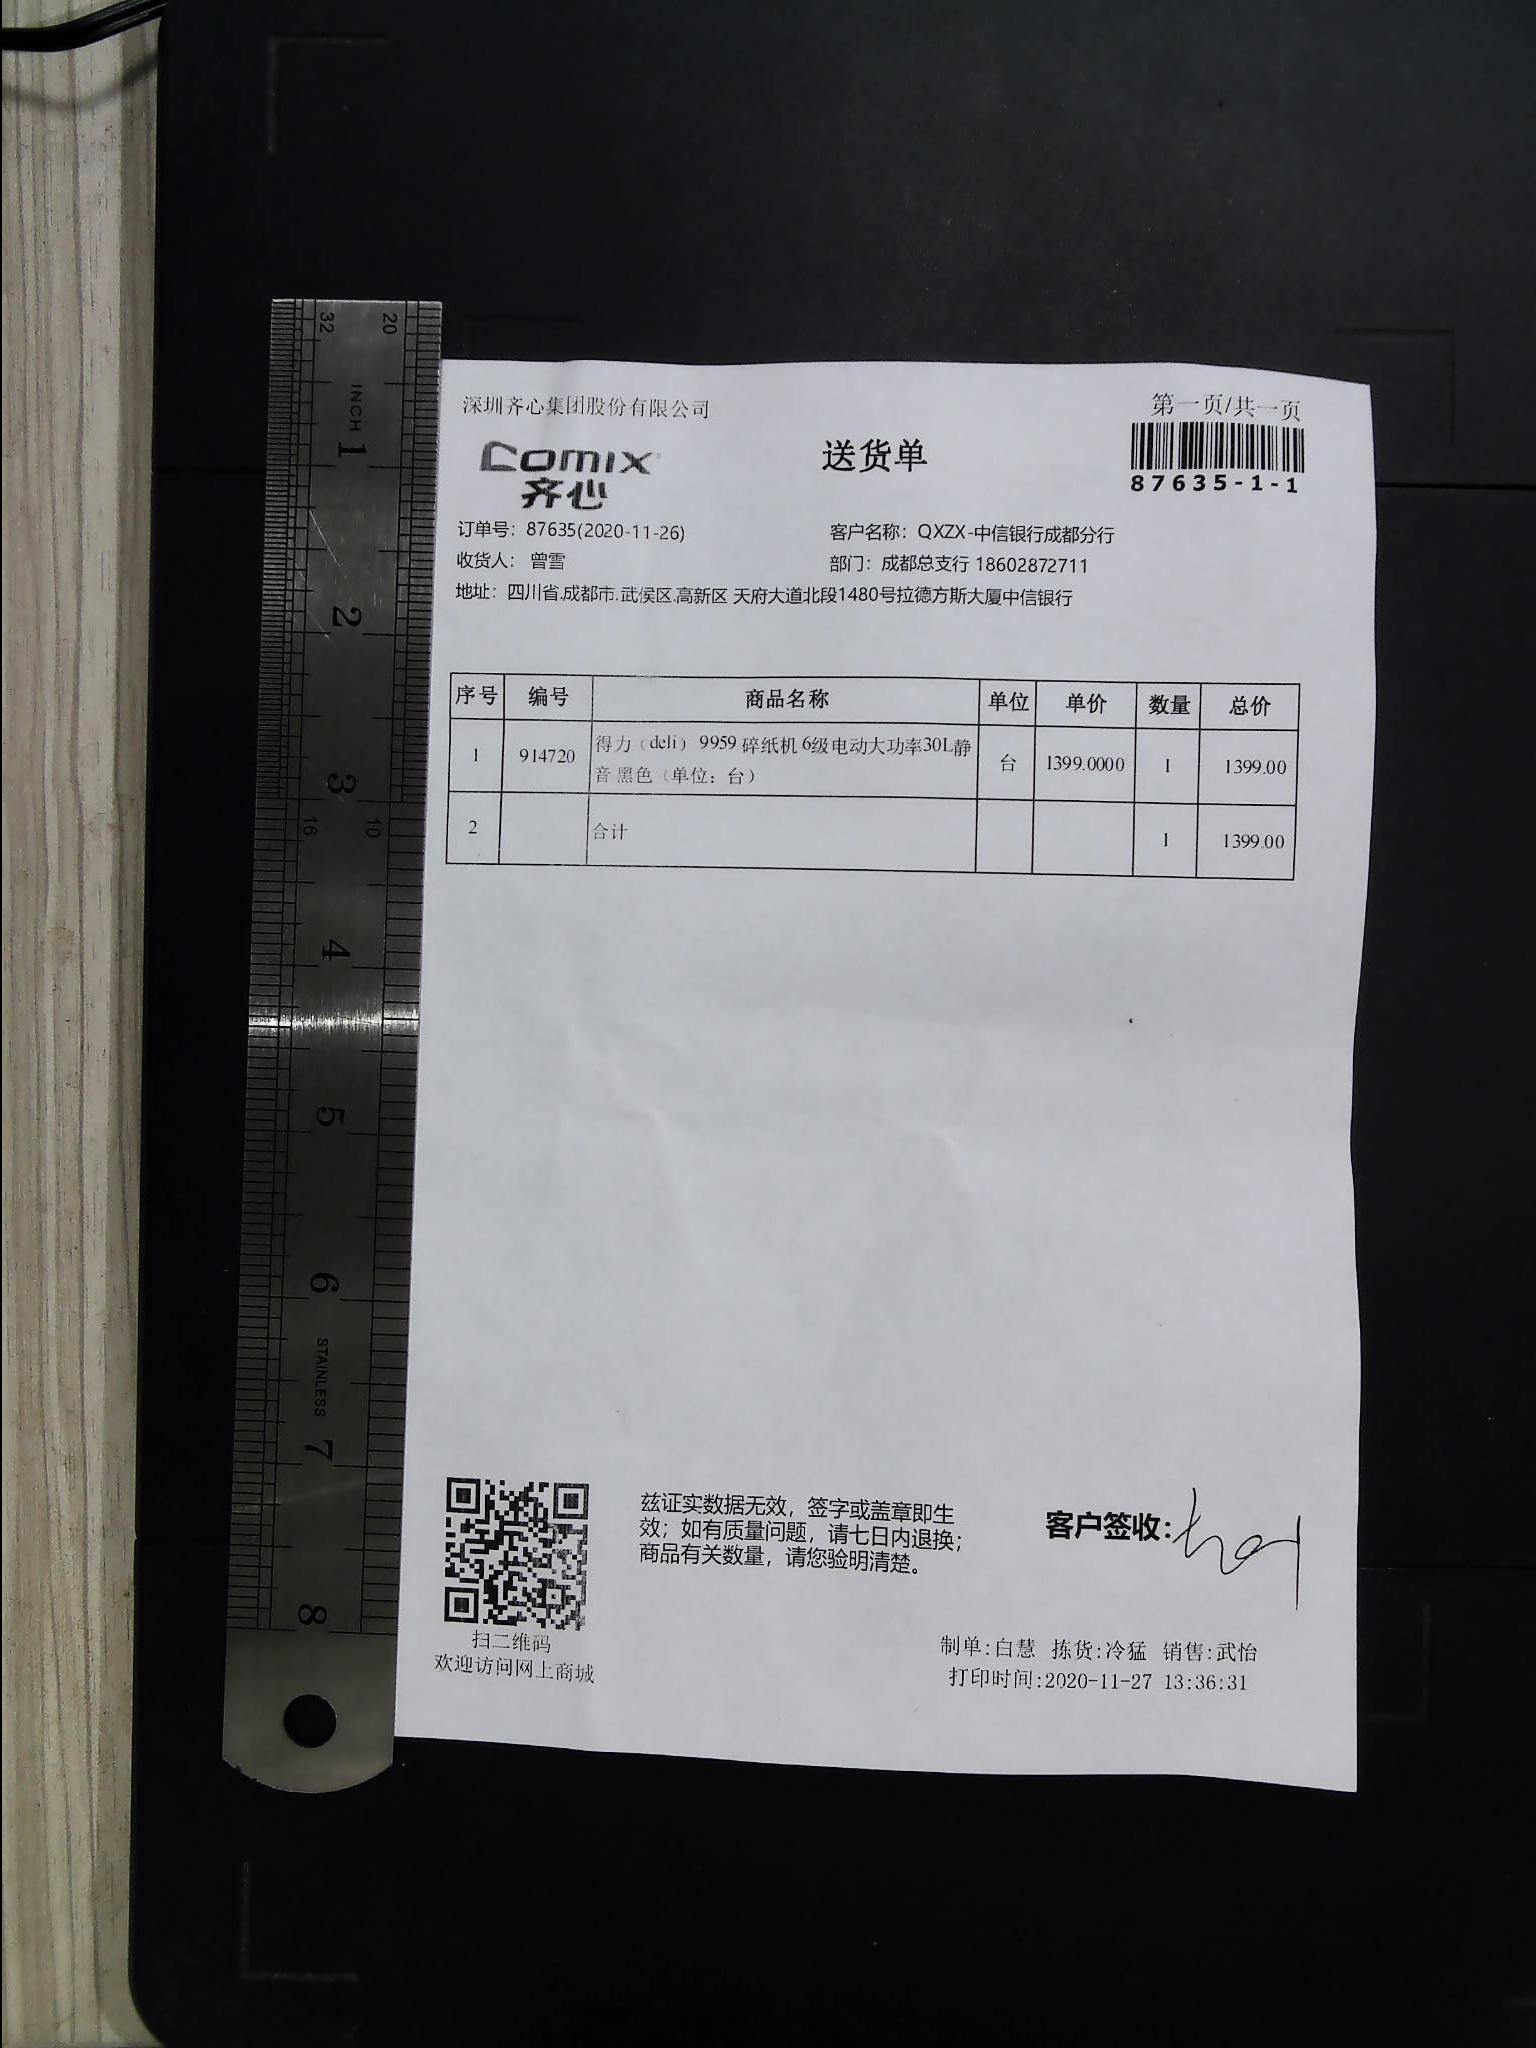 深圳齐心集团股份有限公司
第一页/共一页
comix
齐心
送货单
87635-1-1
订单号：87635(2020-11-26)
客户名称：QXZX-中信银行成都分行
收货人：曾雪
部门：成都总支行 18602872711
地址：四川省.成都市.武侯区.高新区 天府大道北段1480号拉德方斯大厦中信银行
序号 编号 商品名称 单位 单价 数量 总价
1 914720 得力（deli）9959 碎纸机 6级电动大功率30L静 台 1399.0000 1 1399.00
音 黑色（单位：台）
2 合计 1 1399.00
兹证实数据无效，签字或盖章即生
效；如有质量问题，请七日内退换；
商品有关数量，请您验明清楚。
客户签收:
扫二维码
欢迎访问网上商城
制单:白慧 拣货:冷猛 销售:武怡
打印时间:2020-11-27 13:36:31
32 20
INCH
1
2
3
16 10
4
5
6
STAINLESS
7
8